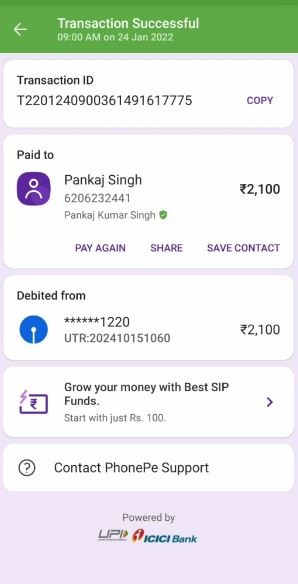 Transaction Successful
09:00 AM on 24 Jan 2022
Transaction ID
T2201240900361491617775
COPY
Paid to
Pankaj Singh
₹2,100
6206232441
Pankaj Kumar Singh
PAY AGAIN
SHARE
SAVE CONTACT
Debited from
******1220
₹2,100
UTR:202410151060
Grow your money with Best SIP
Funds.
Start with just Rs. 100.
Contact PhonePe Support
Powered by
UPI ICICI Bank